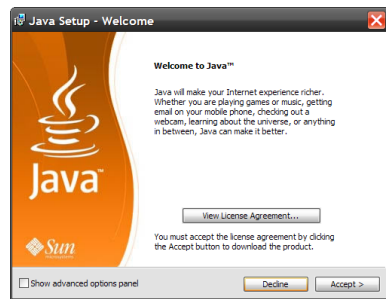 Java Setup - Welcome
Welcome to Java™
Java will make your Internet experience richer.
Whether you are playing games or music, getting
email on your mobile phone, checking out a
webcam, learning about the universe, or anything
in between, Java can make it better.
Java™
View License Agreement...
You must accept the license agreement by clicking
the Accept button to download the product.
Sun
Show advanced options panel
Decline
Accept >